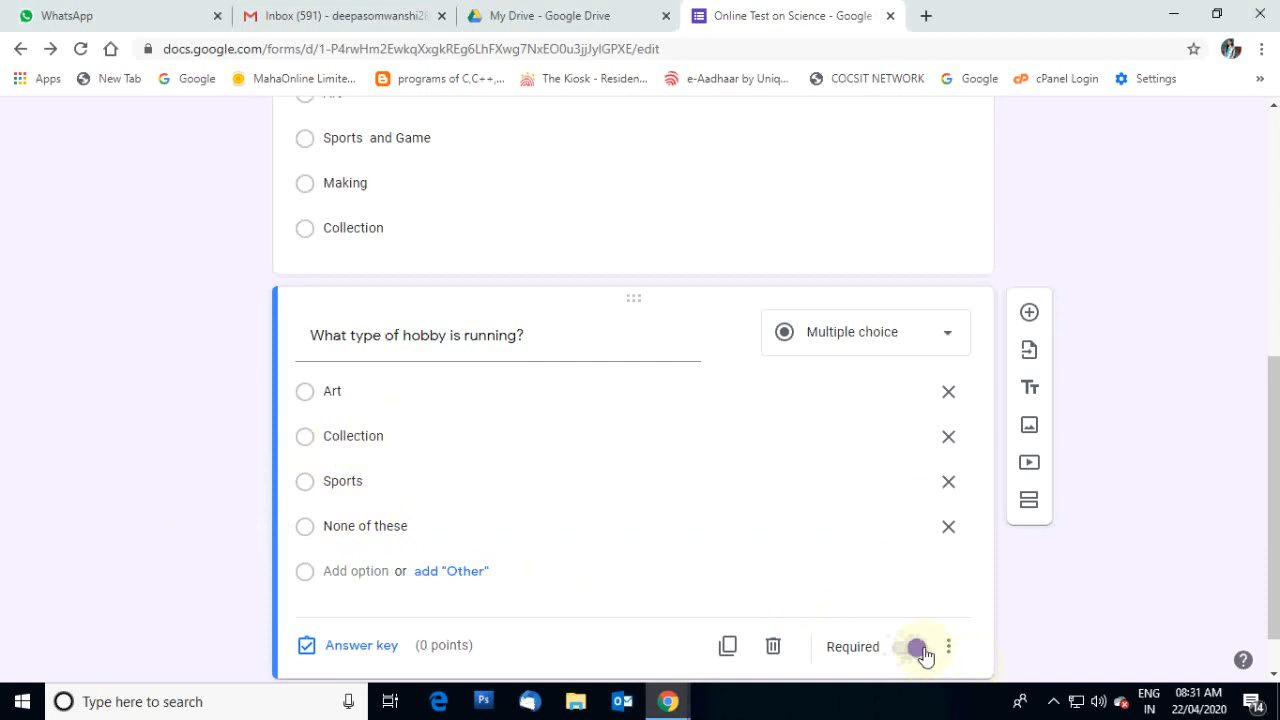 WhatsApp
Inbox (591) - deepasomwanshi2
My Drive - Google Drive
Online Test on Science - Google
docs.google.com/forms/d/1-P4rwHm2EwkqXxgkREg6LhFXwg7NxEO0u3jjJyIGPXE/edit
Apps
New Tab
Google
MahaOnline Limite...
programs of C,C++,...
The Kiosk - Residen...
e-Aadhaar by Uniq...
COCSIT NETWORK
Google
cPanel Login
Settings
»
Sports and Game
Making
Collection
What type of hobby is running?
Multiple choice
Art
Collection
Sports
None of these
Add option or add "Other"
Answer key (0 points)
Required
Type here to search
ENG
IN
08:31 AM
22/04/2020
14